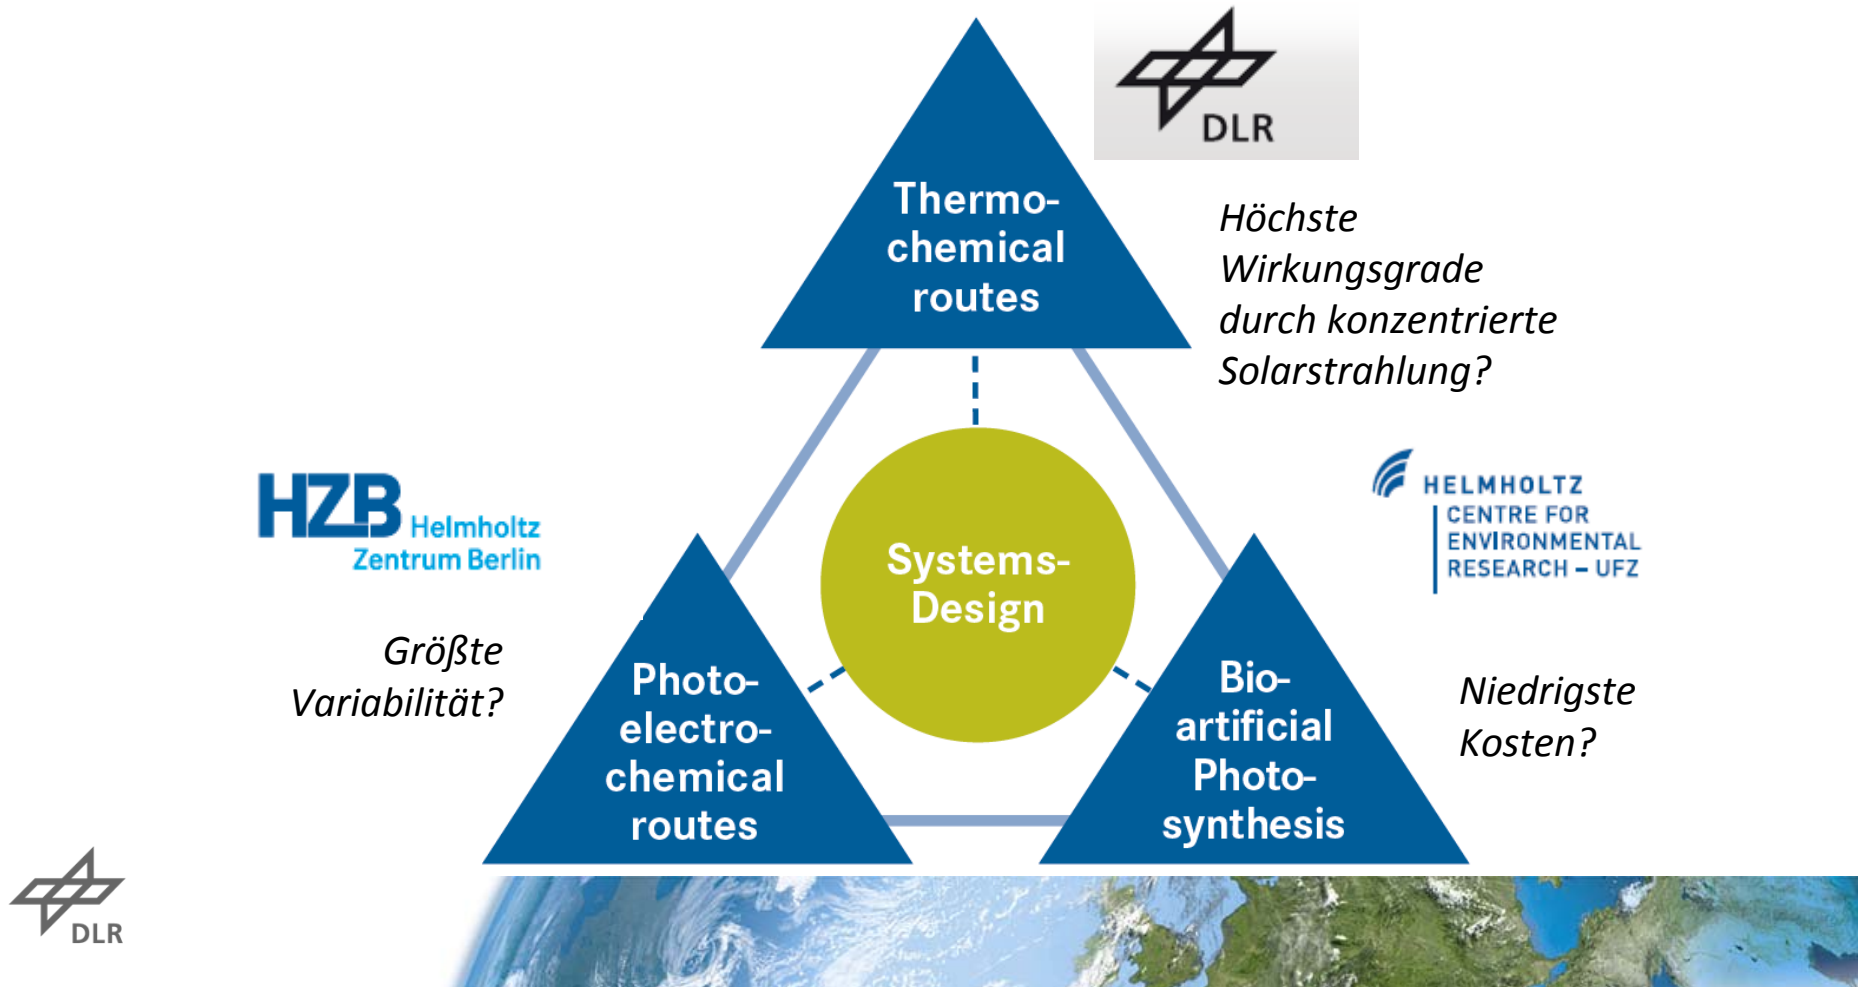 DLR
Thermo-
chemical
routes
Höchste
Wirkungsgrade
durch konzentrierte
Solarstrahlung?
HZB Helmholtz
Zentrum Berlin
HELMHOLTZ
CENTRE FOR
ENVIRONMENTAL
RESEARCH – UFZ
Systems-
Design
Größte
Variabilität?
Photo-
electro-
chemical
routes
Bio-
artificial
Photo-
synthesis
Niedrigste
Kosten?
DLR